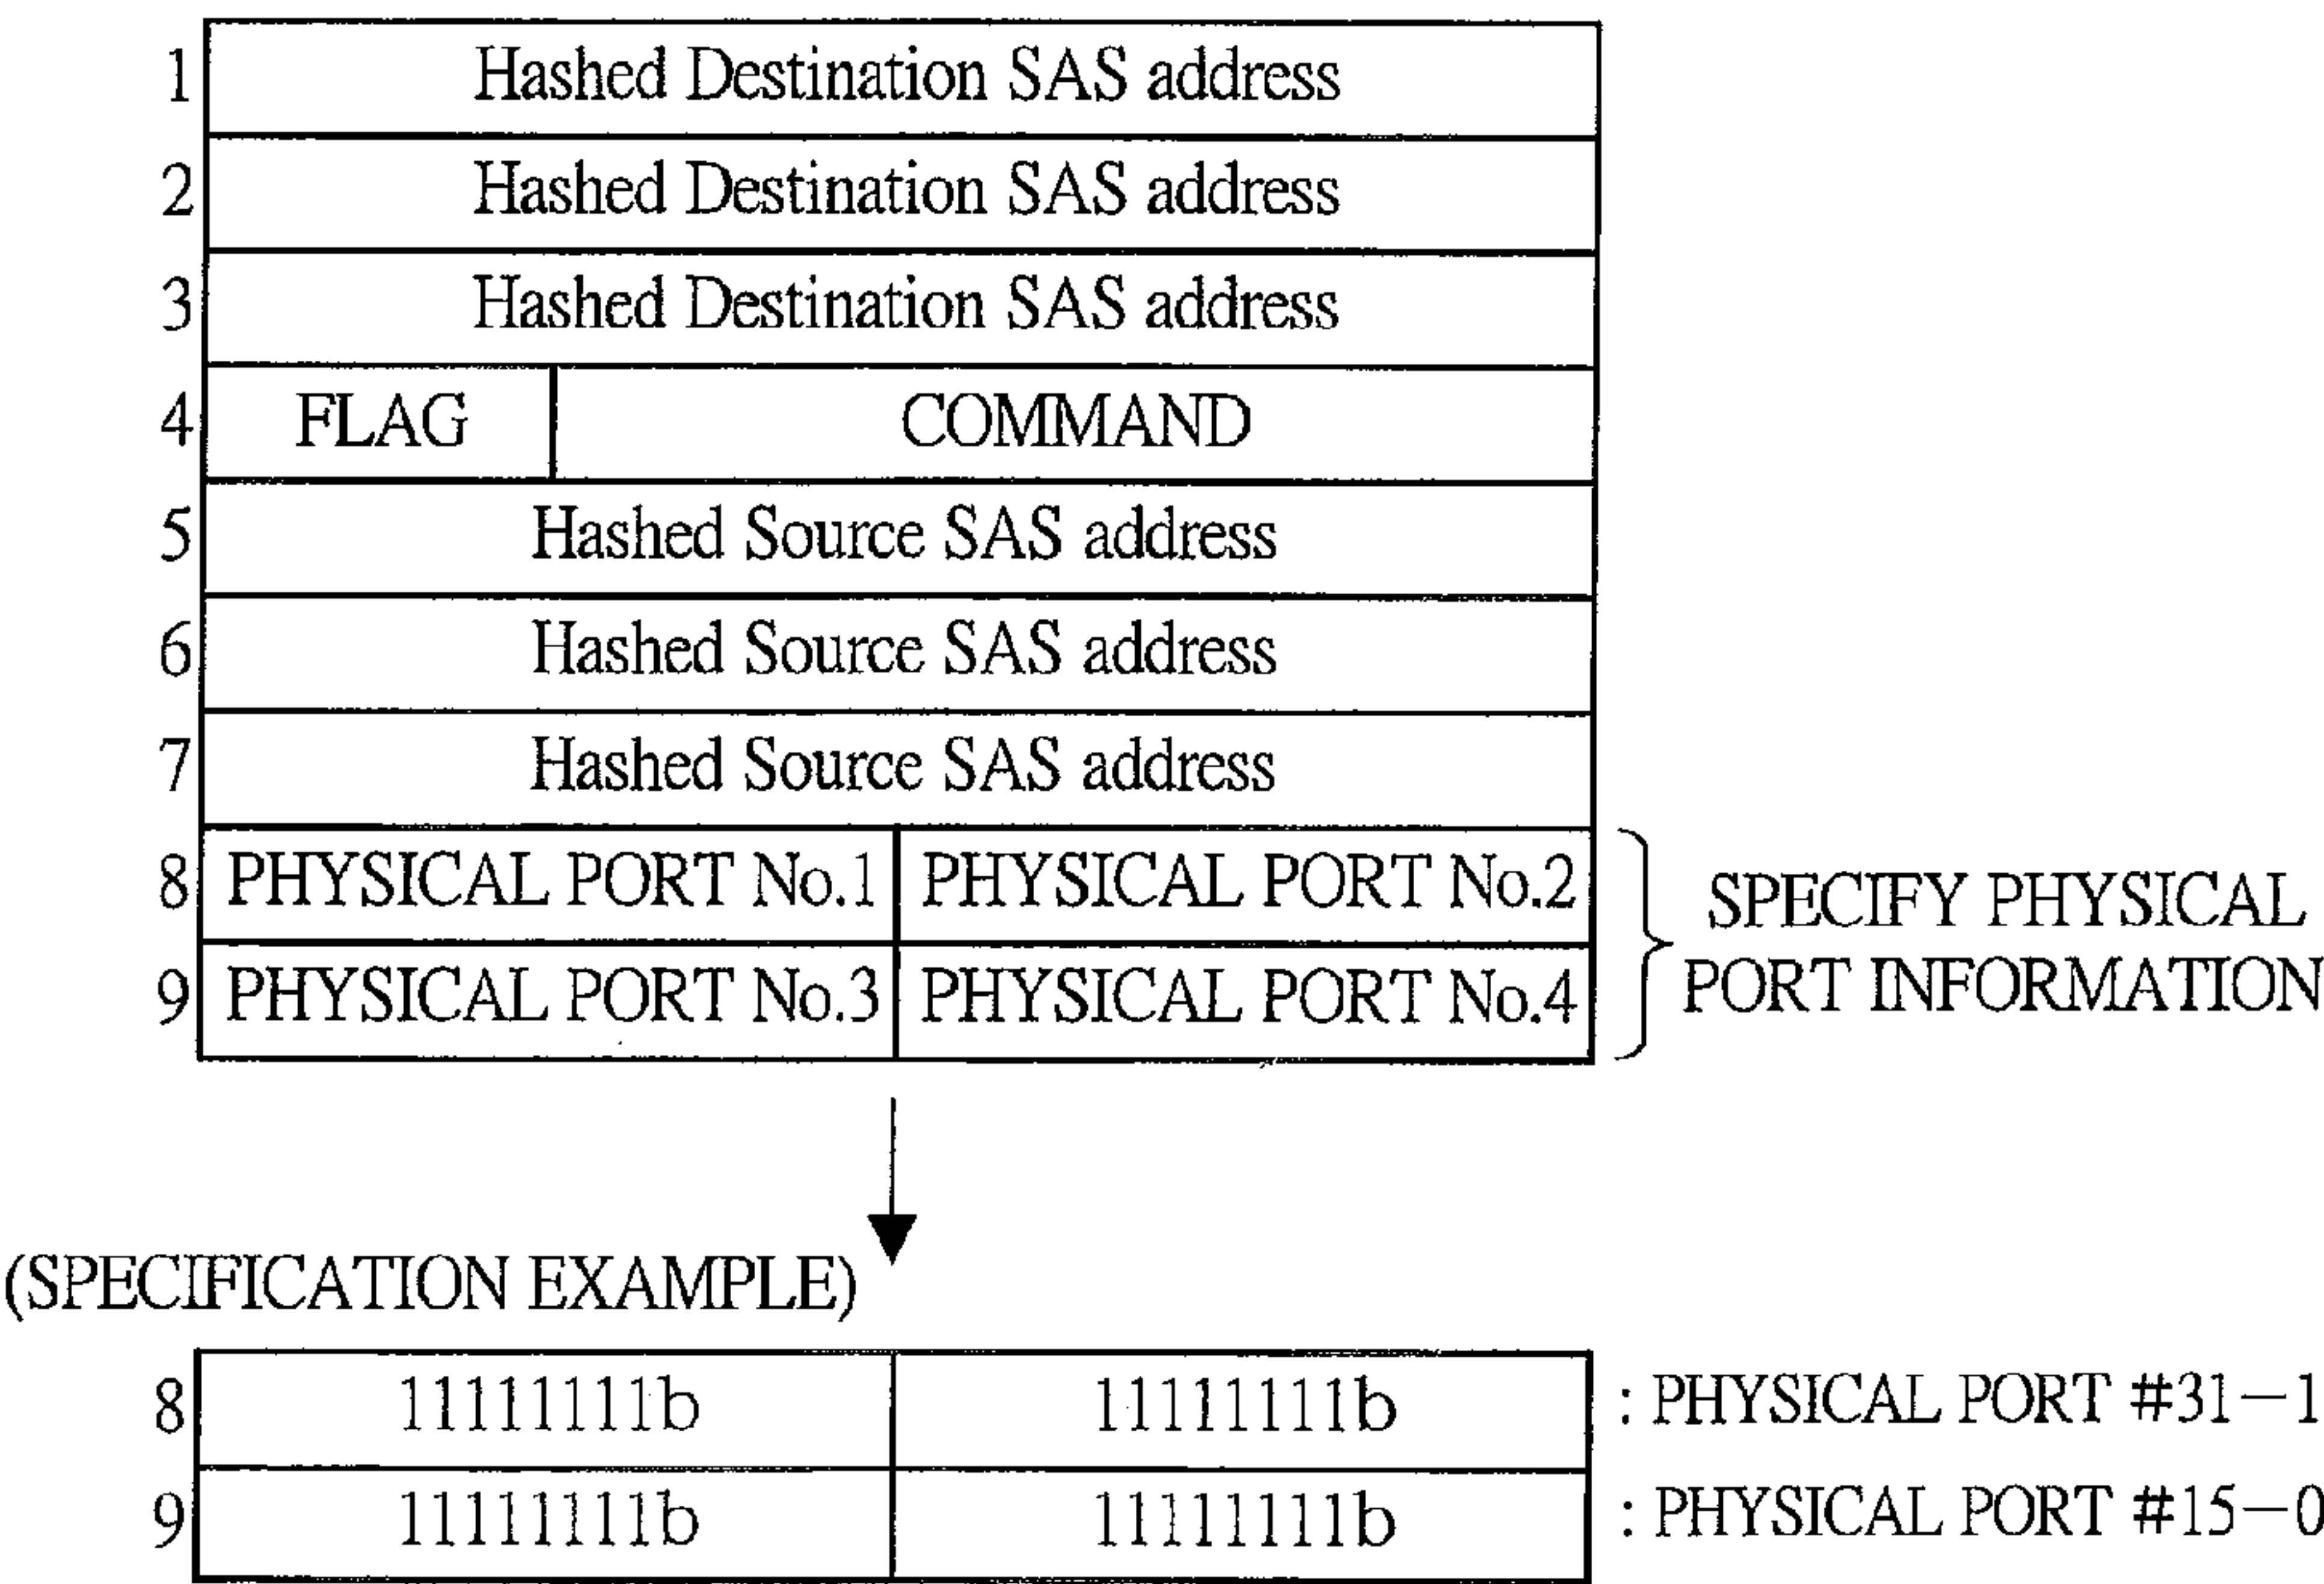 1 Hashed Destination SAS address
2 Hashed Destination SAS address
3 Hashed Destination SAS address
4 FLAG COMMAND
5 Hashed Source SAS address
6 Hashed Source SAS address
7 Hashed Source SAS address
8 PHYSICAL PORT No.1 PHYSICAL PORT No.2
9 PHYSICAL PORT No.3 PHYSICAL PORT No.4
SPECIFY PHYSICAL
PORT INFORMATION
(SPECIFICATION EXAMPLE)
8 11111111b 11111111b : PHYSICAL PORT #31−1
9 11111111b 11111111b : PHYSICAL PORT #15−0